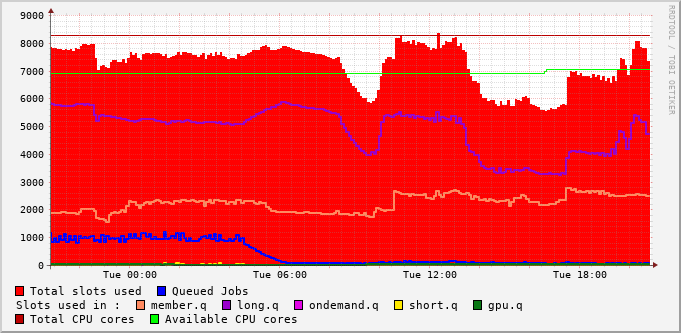 9000
8000
7000
6000
5000
4000
3000
2000
1000
0
Tue 00:00 Tue 06:00 Tue 12:00 Tue 18:00
RRDTOOL / TOBI OETIKER
Total slots used Queued Jobs
Slots used in : member.q long.q ondemand.q short.q gpu.q
Total CPU cores Available CPU cores